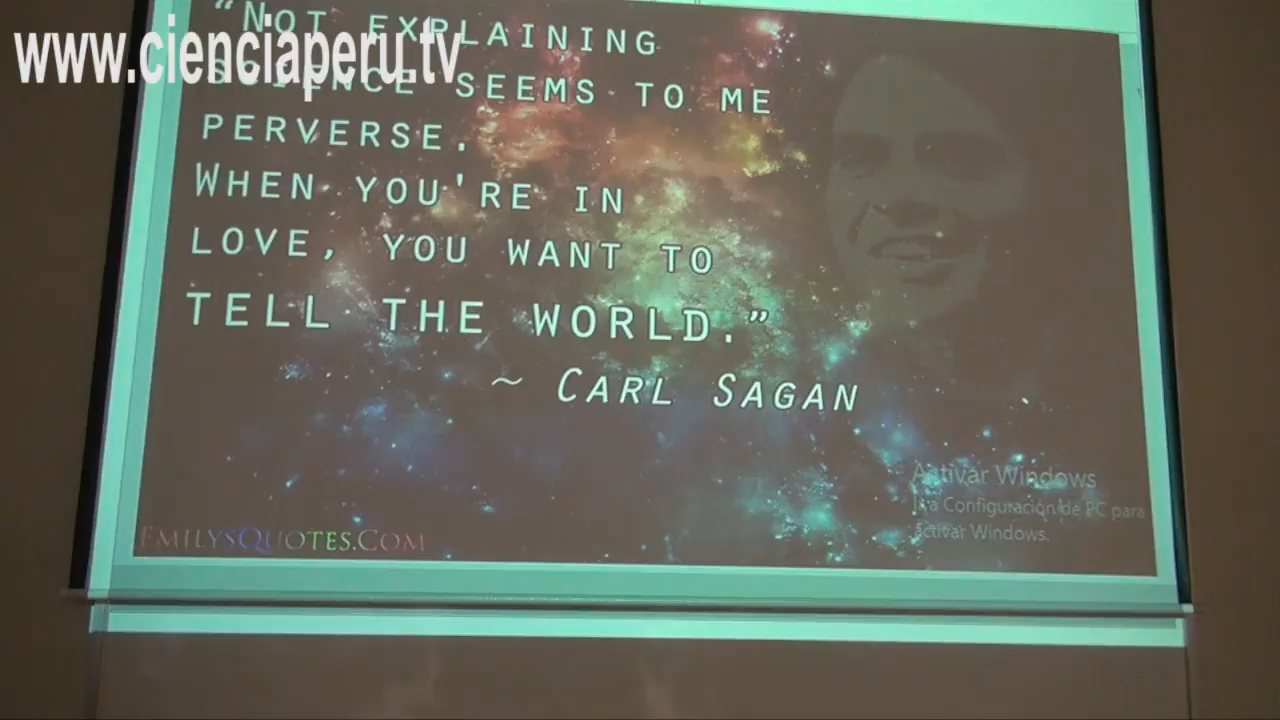 www.cienciaperu.tv
“NOT EXPLAINING
SCIENCE SEEMS TO ME
PERVERSE.
WHEN YOU'RE IN
LOVE, YOU WANT TO
TELL THE WORLD.”
~ CARL SAGAN
Activar Windows
Ir a Configuración de PC para
activar Windows.
EMILYSQUOTES.COM